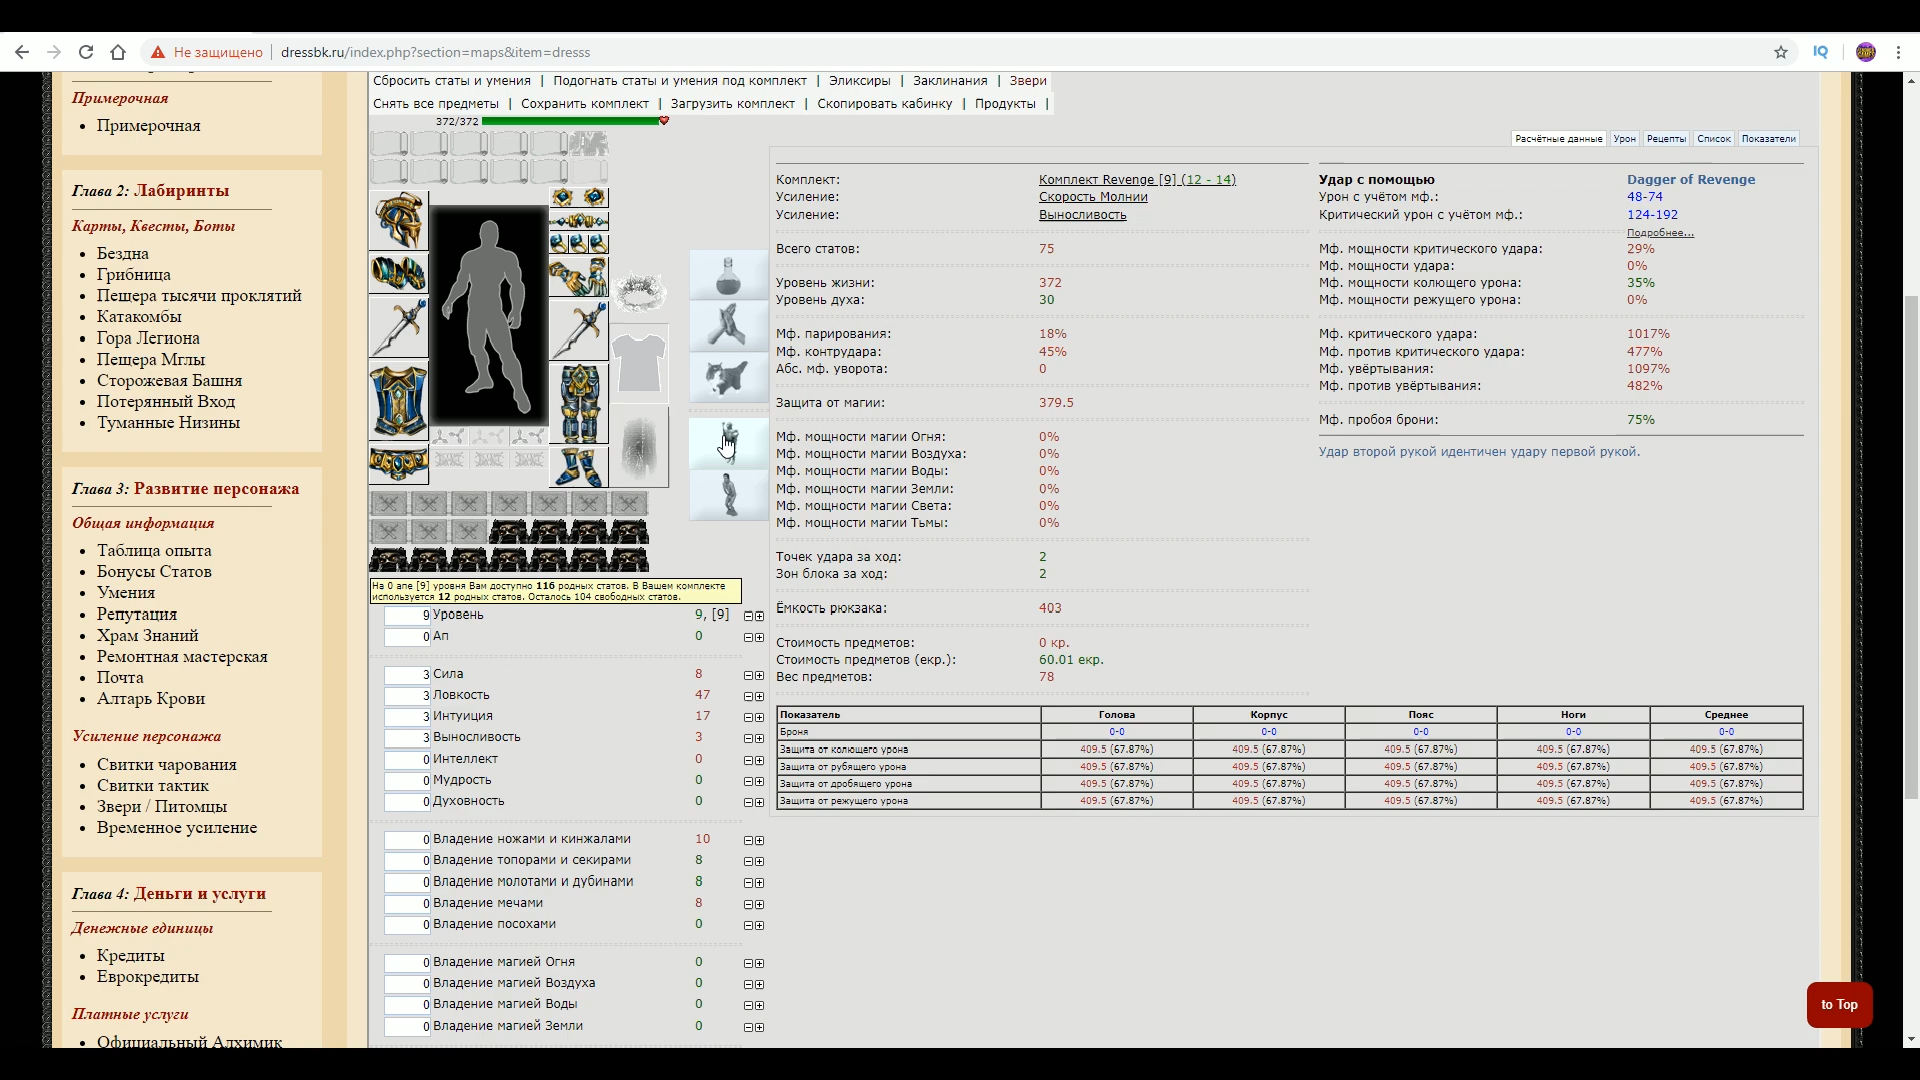 Не защищено dressbk.ru/index.php?section=maps&item=dresss
IQ
Примерочная
Примерочная
Глава 2: Лабиринты
Карты, Квесты, Боты
Бездна
Грибница
Пещера тысячи проклятий
Катакомбы
Гора Легиона
Пещера Мглы
Сторожевая Башня
Потерянный Вход
Туманные Низины
Глава 3: Развитие персонажа
Общая информация
Таблица опыта
Бонусы Статов
Умения
Репутация
Храм Знаний
Ремонтная мастерская
Почта
Алтарь Крови
Усиление персонажа
Свитки чарования
Свитки тактик
Звери / Питомцы
Временное усиление
Глава 4: Деньги и услуги
Денежные единицы
Кредиты
Еврокредиты
Платные услуги
Официальный Алхимик
Сбросить статы и умения | Подогнать статы и умения под комплект | Эликсиры | Заклинания | Звери
Снять все предметы | Сохранить комплект | Загрузить комплект | Скопировать кабинку | Продукты |
372/372
На 0 апе [9] уровня Вам доступно 116 родных статов. В Вашем комплекте
используется 12 родных статов. Осталось 104 свободных статов.
9 Уровень 9, [9]
0 Ап 0
3 Сила 8
3 Ловкость 47
3 Интуиция 17
3 Выносливость 3
0 Интеллект 0
0 Мудрость 0
0 Духовность 0
0 Владение ножами и кинжалами 10
0 Владение топорами и секирами 8
0 Владение молотами и дубинами 8
0 Владение мечами 8
0 Владение посохами 0
0 Владение магией Огня 0
0 Владение магией Воздуха 0
0 Владение магией Воды 0
0 Владение магией Земли 0
Расчётные данные Урон Рецепты Список Показатели
Комплект: Комплект Revenge [9] (12 - 14)
Усиление: Скорость Молнии
Усиление: Выносливость
Всего статов: 75
Уровень жизни: 372
Уровень духа: 30
Мф. парирования: 18%
Мф. контрудара: 45%
Абс. мф. уворота: 0
Защита от магии: 379.5
Мф. мощности магии Огня: 0%
Мф. мощности магии Воздуха: 0%
Мф. мощности магии Воды: 0%
Мф. мощности магии Земли: 0%
Мф. мощности магии Света: 0%
Мф. мощности магии Тьмы: 0%
Точек удара за ход: 2
Зон блока за ход: 2
Ёмкость рюкзака: 403
Стоимость предметов: 0 кр.
Стоимость предметов (екр.): 60.01 екр.
Вес предметов: 78
Удар с помощью Dagger of Revenge
Урон с учётом мф.: 48-74
Критический урон с учётом мф.: 124-192
Подробнее...
Мф. мощности критического удара: 29%
Мф. мощности удара: 0%
Мф. мощности колющего урона: 35%
Мф. мощности режущего урона: 0%
Мф. критического удара: 1017%
Мф. против критического удара: 477%
Мф. увёртывания: 1097%
Мф. против увёртывания: 482%
Мф. пробоя брони: 75%
Удар второй рукой идентичен удару первой рукой.
Показатель Голова Корпус Пояс Ноги Среднее
Броня 0-0 0-0 0-0 0-0 0-0
Защита от колющего урона 409.5 (67.87%) 409.5 (67.87%) 409.5 (67.87%) 409.5 (67.87%) 409.5 (67.87%)
Защита от рубящего урона 409.5 (67.87%) 409.5 (67.87%) 409.5 (67.87%) 409.5 (67.87%) 409.5 (67.87%)
Защита от дробящего урона 409.5 (67.87%) 409.5 (67.87%) 409.5 (67.87%) 409.5 (67.87%) 409.5 (67.87%)
Защита от режущего урона 409.5 (67.87%) 409.5 (67.87%) 409.5 (67.87%) 409.5 (67.87%) 409.5 (67.87%)
to Top